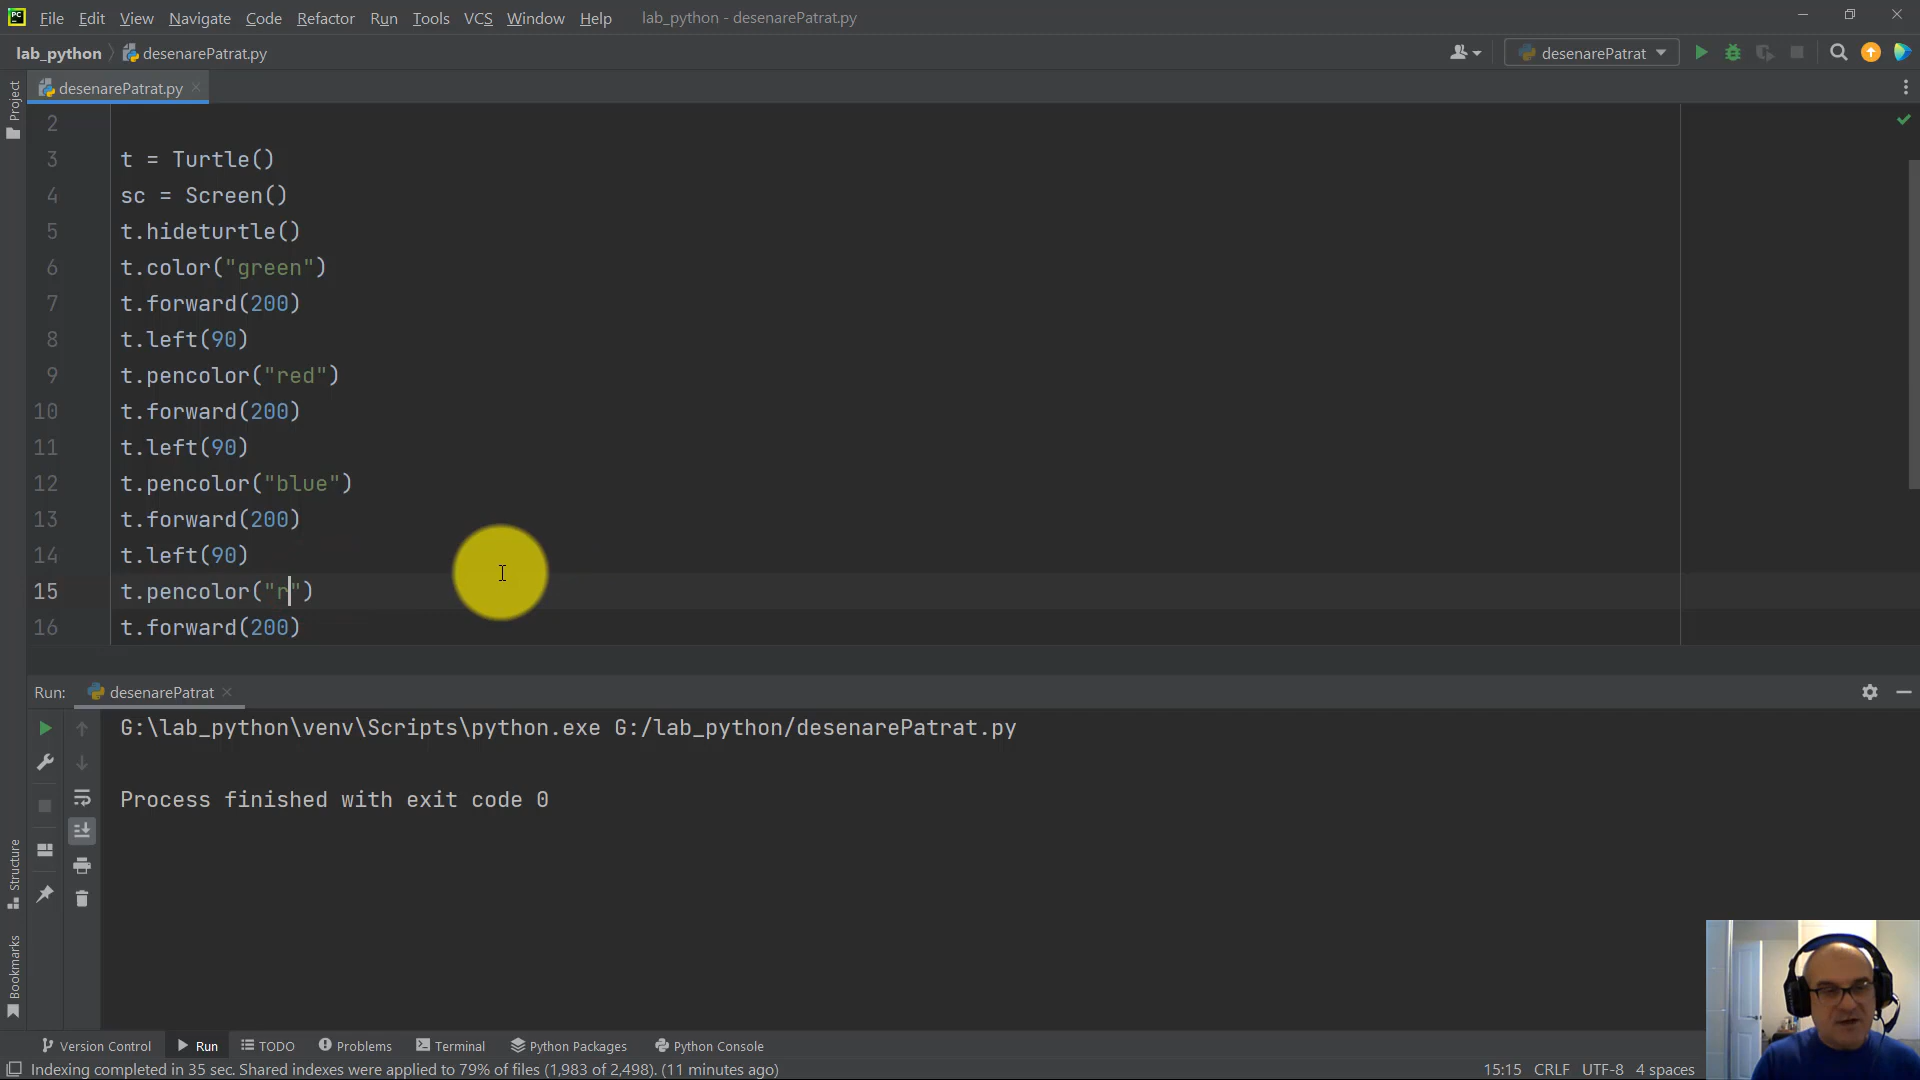 File Edit View Navigate Code Refactor Run Tools VCS Window Help lab_python - desenarePatrat.py
lab_python desenarePatrat.py desenarePatrat
desenarePatrat.py
Project
2
3 t = Turtle()
4 sc = Screen()
5 t.hideturtle()
6 t.color("green")
7 t.forward(200)
8 t.left(90)
9 t.pencolor("red")
10 t.forward(200)
11 t.left(90)
12 t.pencolor("blue")
13 t.forward(200)
14 t.left(90)
15 t.pencolor("r")
16 t.forward(200)
Run: desenarePatrat
G:\lab_python\venv\Scripts\python.exe G:/lab_python/desenarePatrat.py
Process finished with exit code 0
Structure
Bookmarks
Version Control Run TODO Problems Terminal Python Packages Python Console
Indexing completed in 35 sec. Shared indexes were applied to 79% of files (1,983 of 2,498). (11 minutes ago) 15:15 CRLF UTF-8 4 spaces